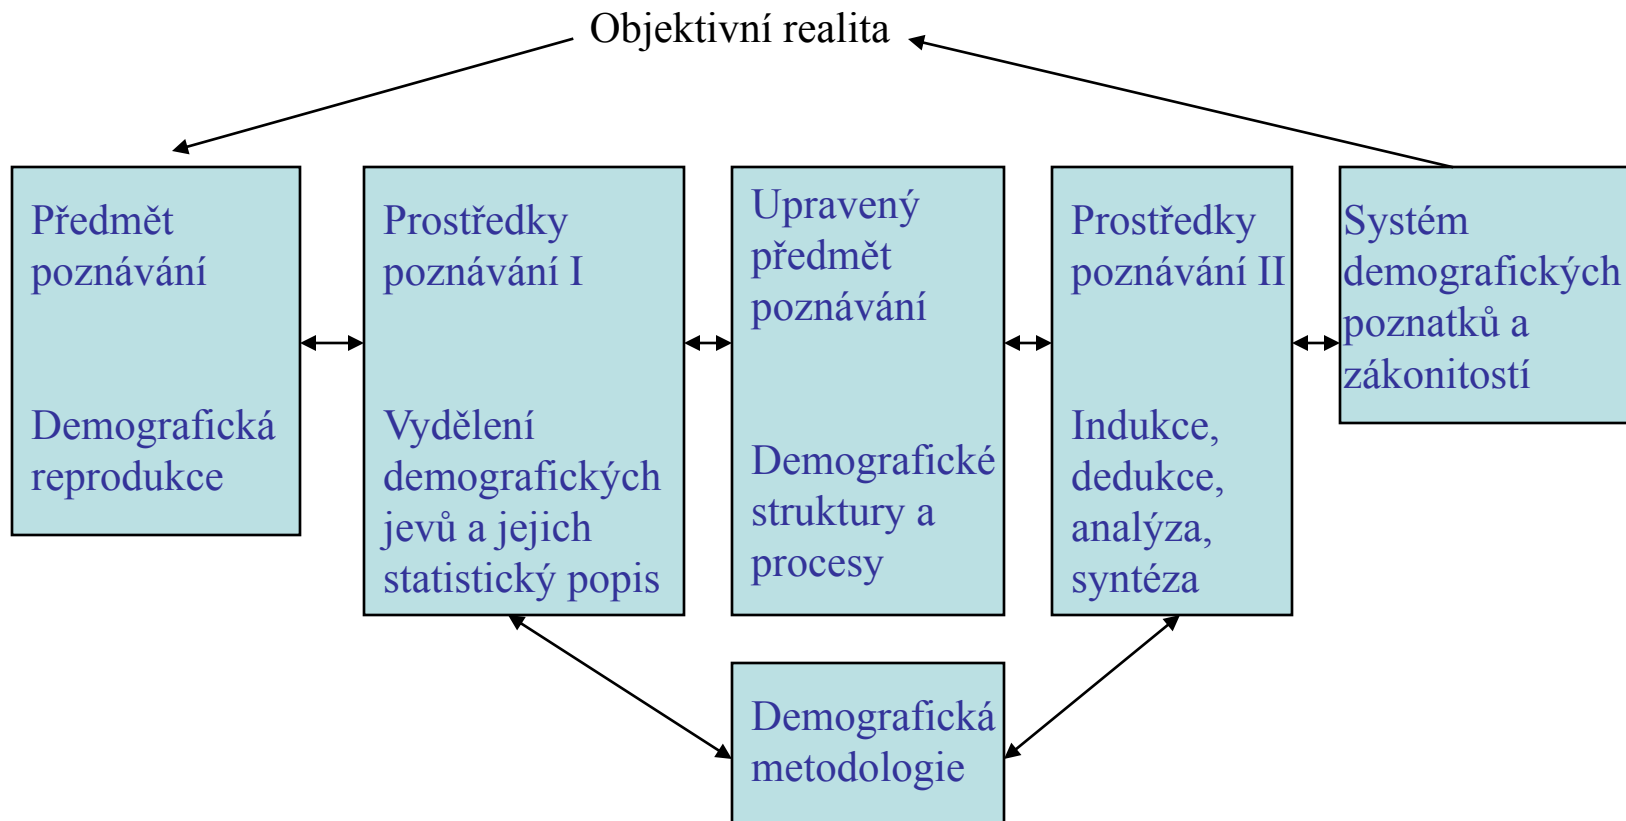 Objektivní realita
Předmět
poznávání
Demografická
reprodukce
Prostředky
poznávání I
Vydělení
demografických
jevů a jejich
statistický popis
Upravený
předmět
poznávání
Demografické
struktury a
procesy
Prostředky
poznávání II
Indukce,
dedukce,
analýza,
syntéza
Systém
demografických
poznatků a
zákonitostí
Demografická
metodologie